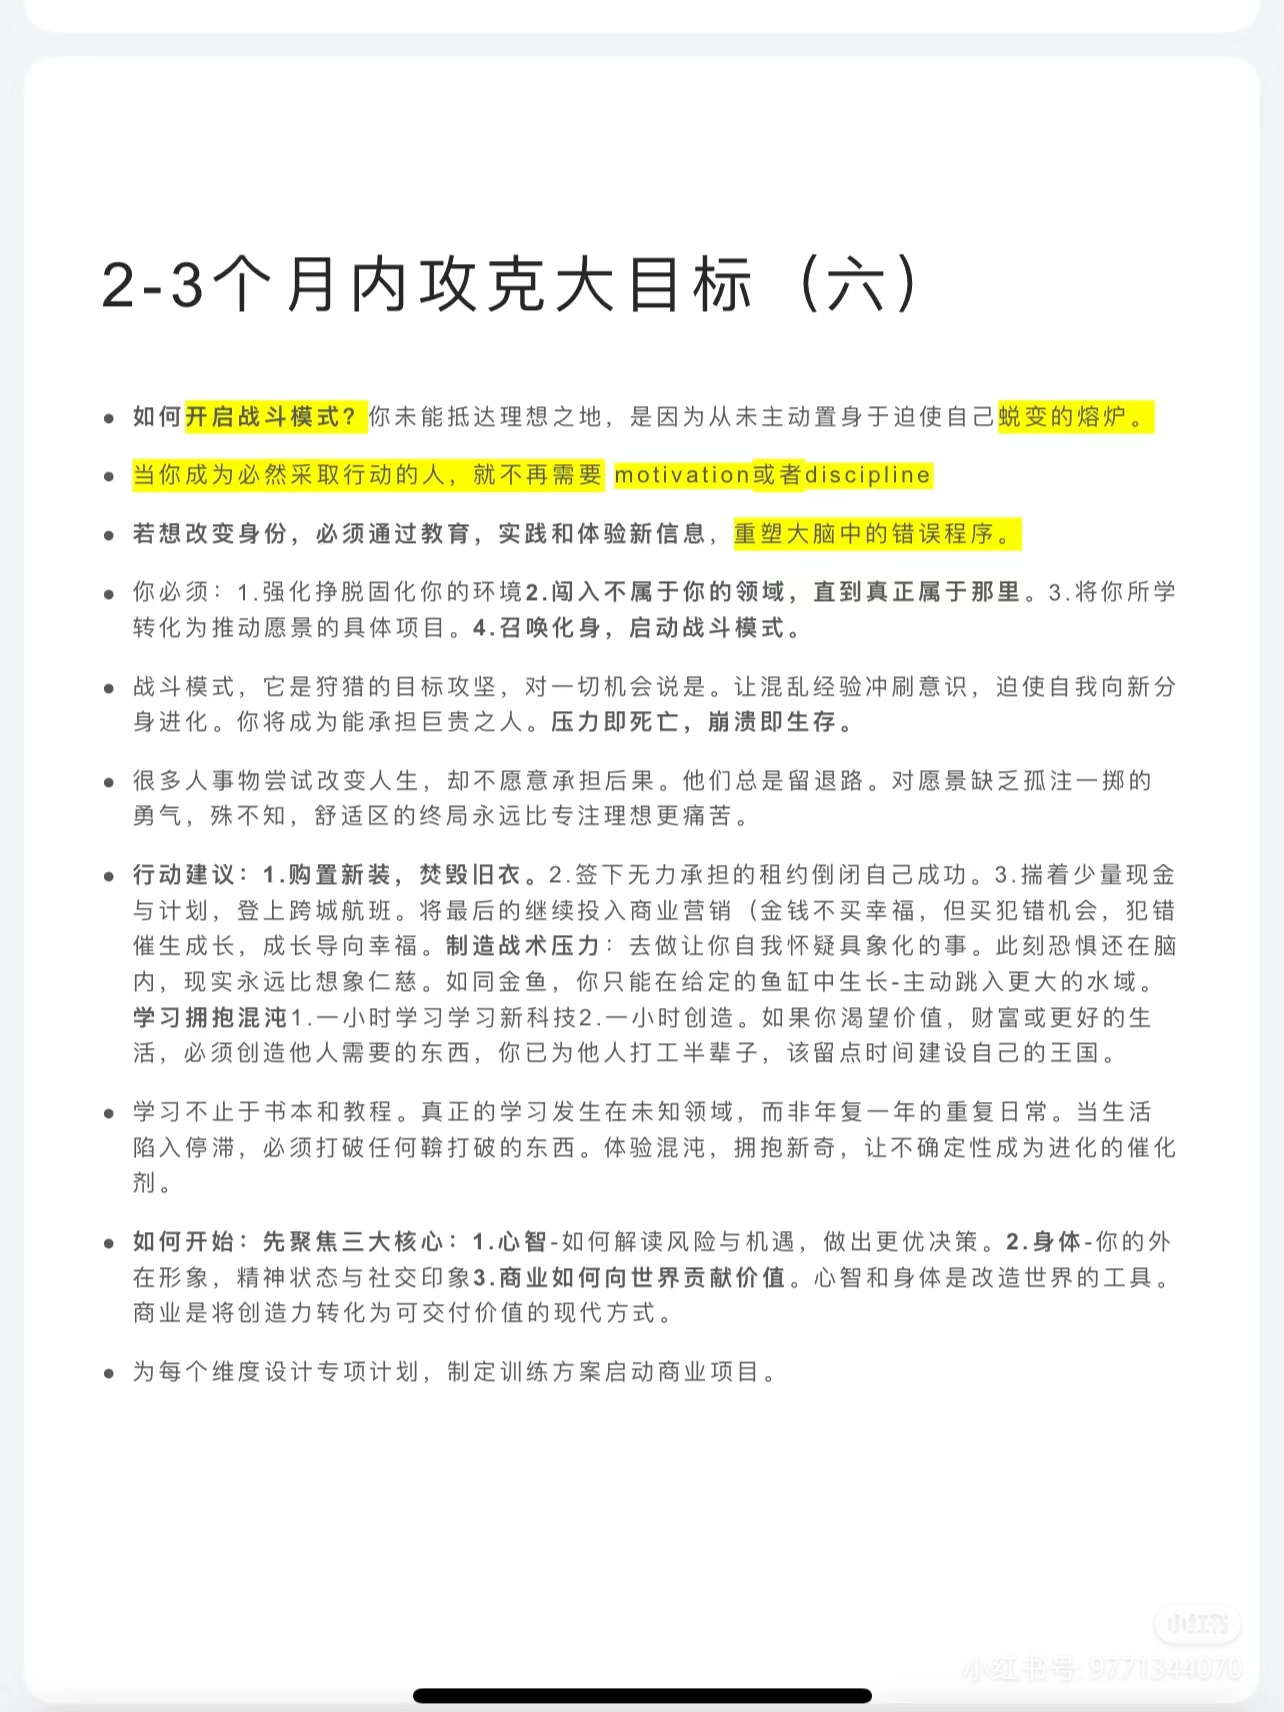 2-3个月内攻克大目标（六）
如何开启战斗模式？你未能抵达理想之地，是因为从未主动置身于迫使自己蜕变的熔炉。
当你成为必然采取行动的人，就不再需要 motivation或者discipline
若想改变身份，必须通过教育，实践和体验新信息，重塑大脑中的错误程序。
你必须：1.强化挣脱固化你的环境2.闯入不属于你的领域，直到真正属于那里。3.将你所学
转化为推动愿景的具体项目。4.召唤化身，启动战斗模式。
战斗模式，它是狩猎的目标攻坚，对一切机会说是。让混乱经验冲刷意识，迫使自我向新分
身进化。你将成为能承担巨贵之人。压力即死亡，崩溃即生存。
很多人事物尝试改变人生，却不愿意承担后果。他们总是留退路。对愿景缺乏孤注一掷的
勇气，殊不知，舒适区的终局永远比专注理想更痛苦。
行动建议：1.购置新装，焚毁旧衣。2.签下无力承担的租约倒闭自己成功。3.揣着少量现金
与计划，登上跨城航班。将最后的继续投入商业营销（金钱不买幸福，但买犯错机会，犯错
催生成长，成长导向幸福。制造战术压力：去做让你自我怀疑具象化的事。此刻恐惧还在脑
内，现实永远比想象仁慈。如同金鱼，你只能在给定的鱼缸中生长-主动跳入更大的水域。
学习拥抱混沌1.一小时学习学习新科技2.一小时创造。如果你渴望价值，财富或更好的生
活，必须创造他人需要的东西，你已为他人打工半辈子，该留点时间建设自己的王国。
学习不止于书本和教程。真正的学习发生在未知领域，而非年复一年的重复日常。当生活
陷入停滞，必须打破任何鞥打破的东西。体验混沌，拥抱新奇，让不确定性成为进化的催化
剂。
如何开始：先聚焦三大核心：1.心智-如何解读风险与机遇，做出更优决策。2.身体-你的外
在形象，精神状态与社交印象3.商业如何向世界贡献价值。心智和身体是改造世界的工具。
商业是将创造力转化为可交付价值的现代方式。
为每个维度设计专项计划，制定训练方案启动商业项目。
小红书
小红书号: 9771344070